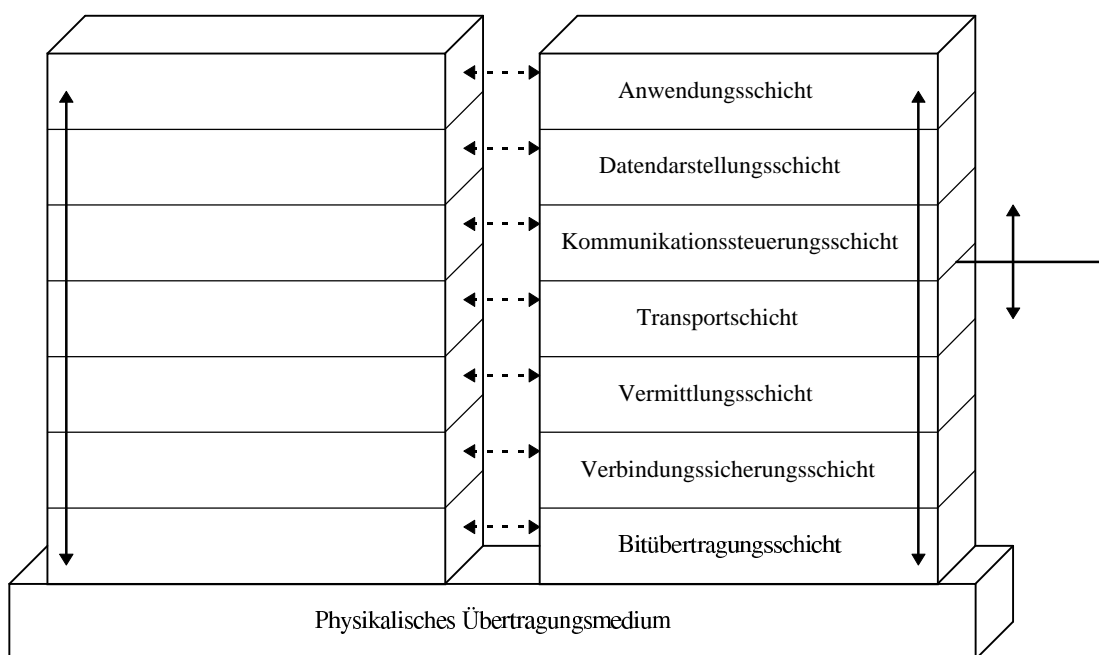 Anwendungsschicht
Datendarstellungsschicht
Kommunikationssteuerungsschicht
Transportschicht
Vermittlungsschicht
Verbindungssicherungsschicht
Bitübertragungsschicht
Physikalisches Übertragungsmedium